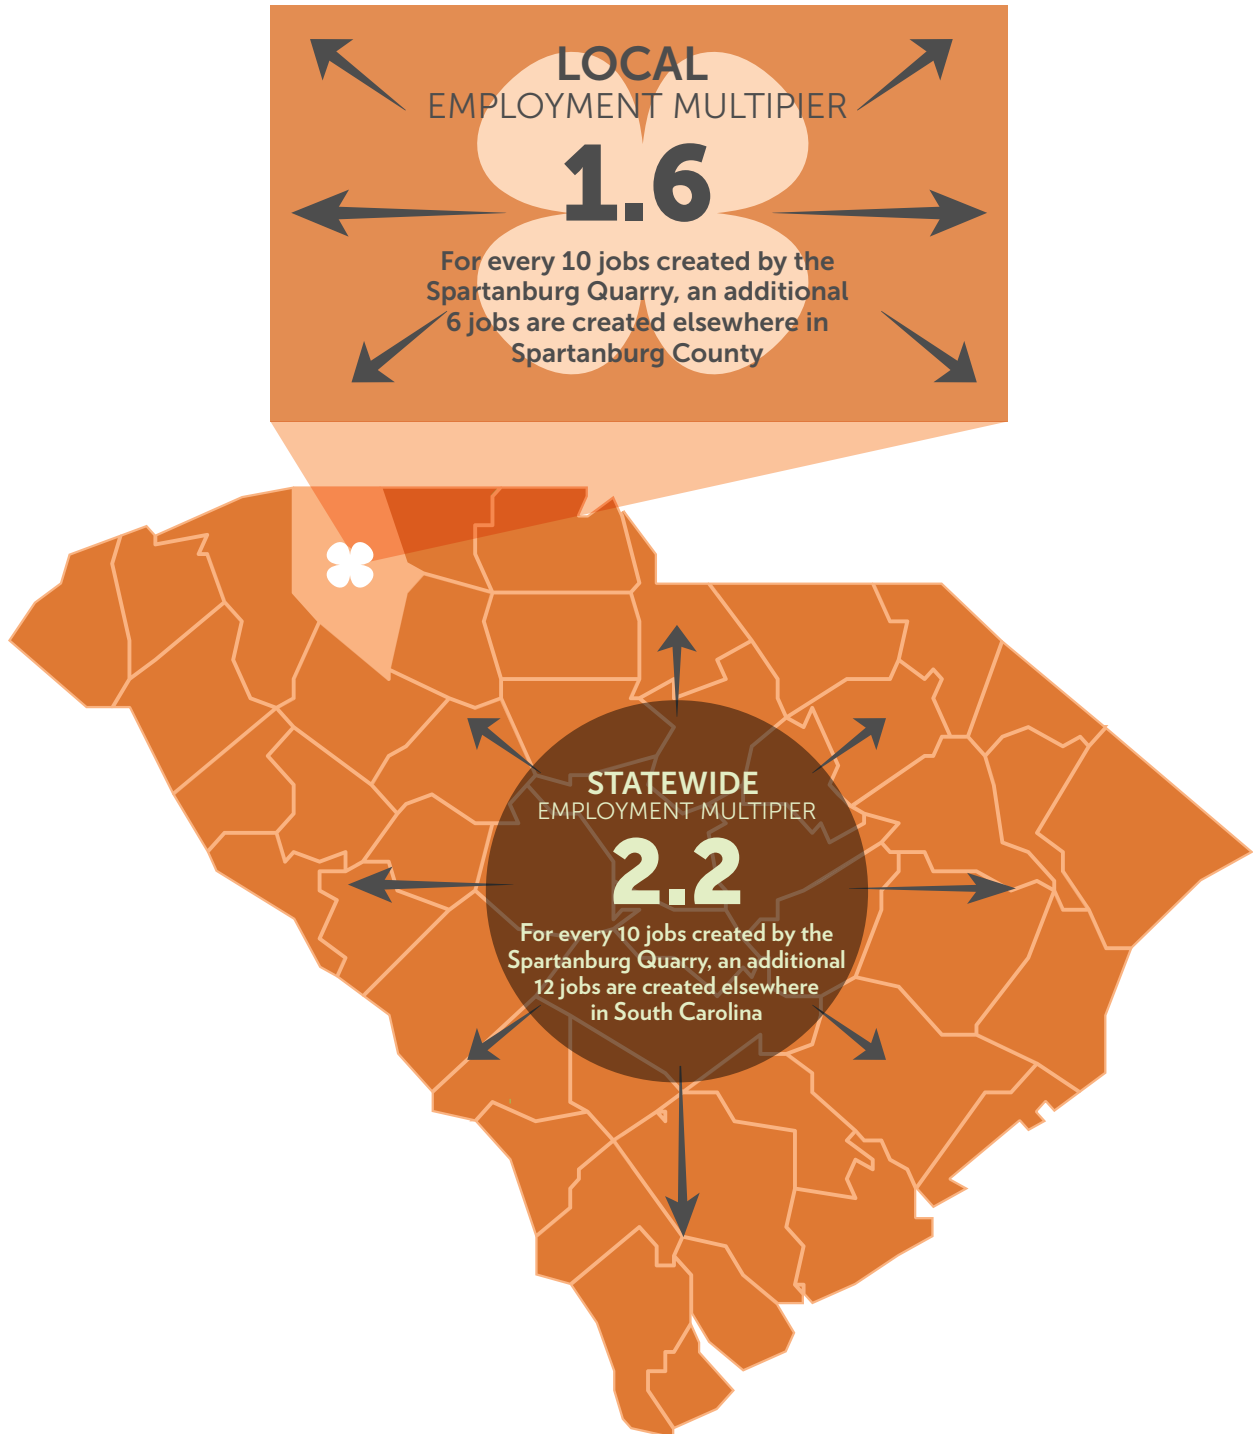 LOCAL
EMPLOYMENT MULTIPIER
1.6
For every 10 jobs created by the
Spartanburg Quarry, an additional
6 jobs are created elsewhere in
Spartanburg County
STATEWIDE
EMPLOYMENT MULTIPIER
2.2
For every 10 jobs created by the
Spartanburg Quarry, an additional
12 jobs are created elsewhere
in South Carolina